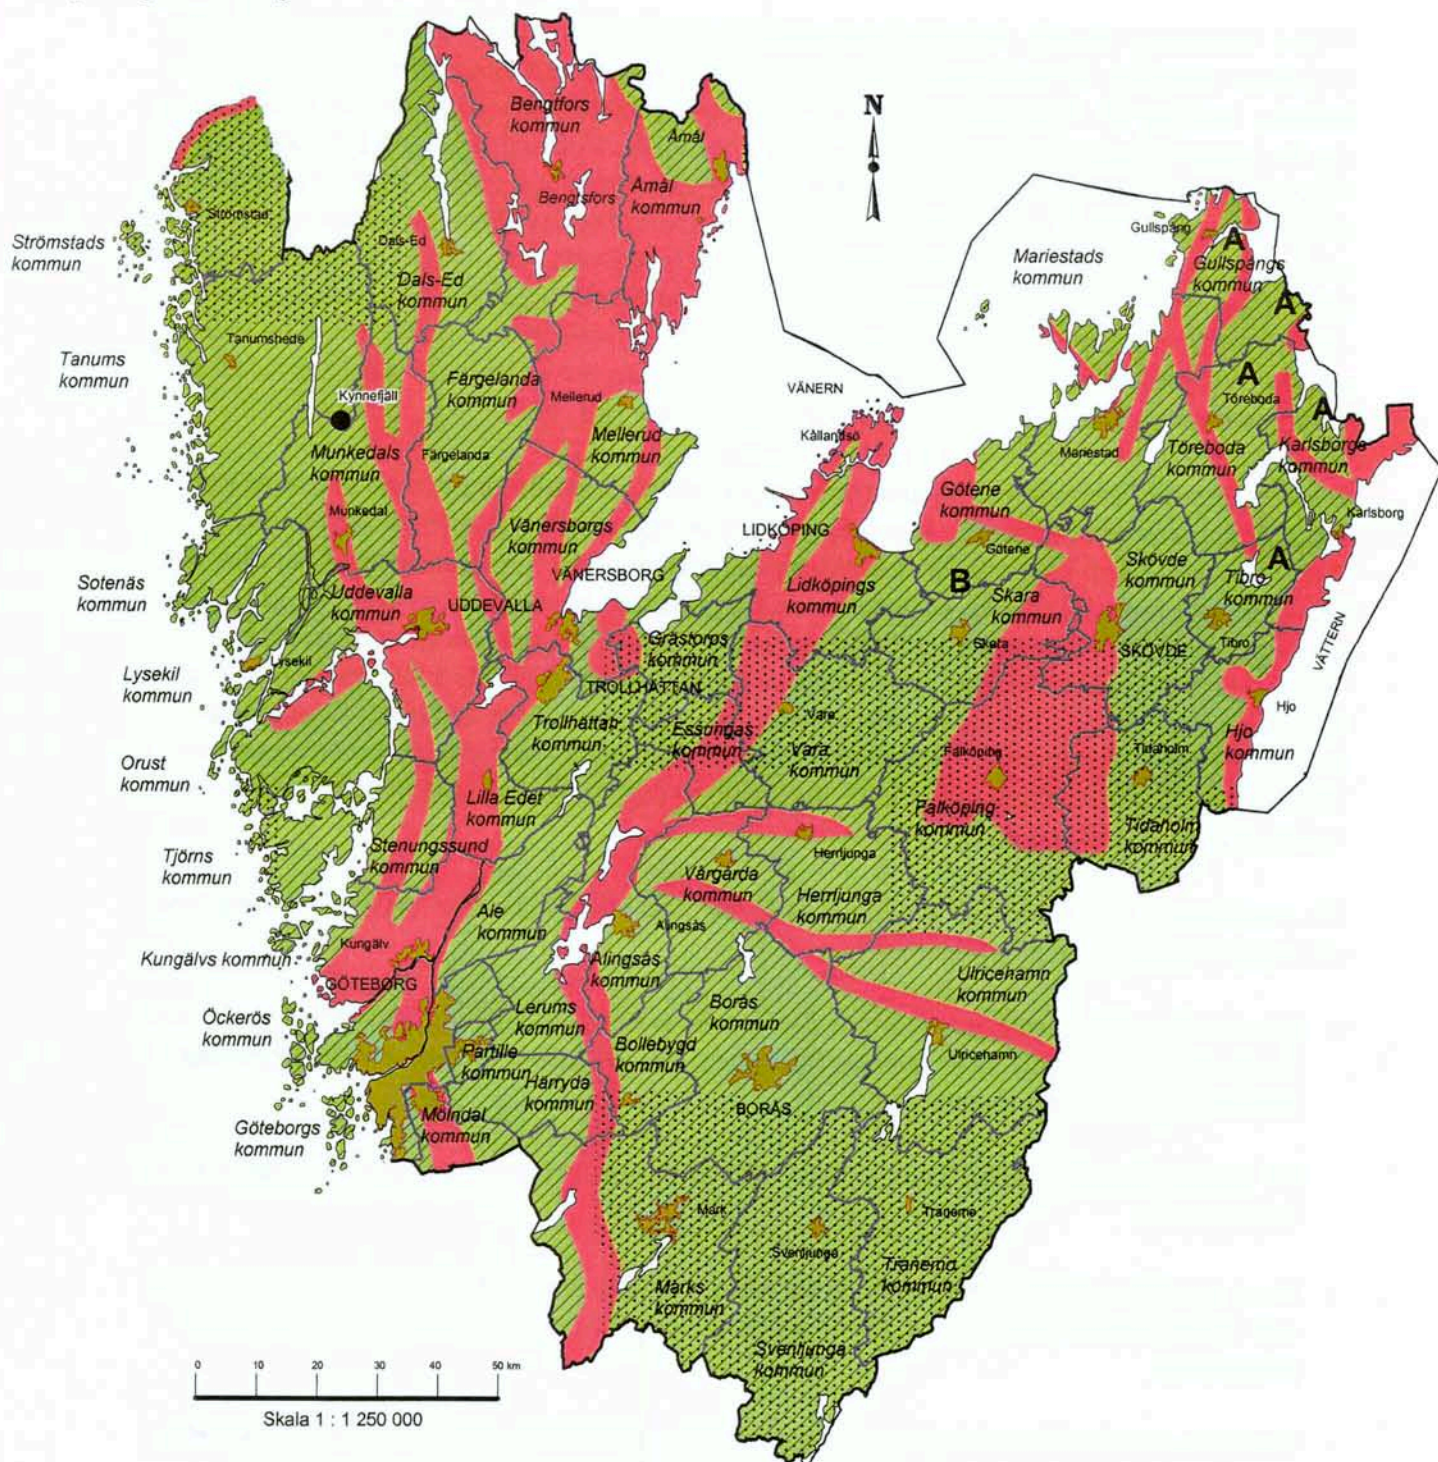 Bengtfors
kommun
Åmål
N
Bengtsfors
Åmål
kommun
Strömstad
Strömstads
kommun
Dals-Ed
Dals-Ed
kommun
Gullspång
A
Gullspångs
kommun
Mariestads
kommun
A
Tanumshede
Tanums
kommun
Färgelanda
kommun
Kynnefjäll
Mellerud
VÄNERN
A
Töreboda
A
Mellerud
kommun
Kållandsö
Munkedals
kommun
Färgelanda
Mariestad
Töreboda
kommun
Karlsborgs
kommun
Götene
kommun
Munkedal
Vänersborgs
kommun
LIDKÖPING
Karlsborg
Götene
Skövde
kommun
A
Tibro
kommun
Sotenäs
kommun
Uddevalla
kommun
UDDEVALLA
VÄNERSBORG
Lidköpings
kommun
B
Skara
kommun
Skara
Grästorps
kommun
SKÖVDE
Tibro
VÄTTERN
Lysekil
kommun
Lysekil
TROLLHÄTTAN
Trollhättan
kommun
Essungas
kommun
Vara
Vara
kommun
Falköping
Tidaholm
Hjo
Hjo
kommun
Orust
kommun
Lilla Edet
kommun
Falköping
kommun
Tidaholm
kommun
Stenungssund
kommun
Tjörns
kommun
Herrljunga
Vårgårda
kommun
Herrljunga
kommun
Ale
kommun
Alingsås
Kungälv
Kungälvs kommun
Alingsås
kommun
GÖTEBORG
Ulricehamn
kommun
Öckerös
kommun
Lerums
kommun
Borås
kommun
Partille
kommun
Bollebygd
kommun
Ulricehamn
Härryda
kommun
BORÅS
Mölndal
kommun
Göteborgs
kommun
Mark
Tranemo
Svenljunga
Tranemo
kommun
Marks
kommun
Svenljunga
kommun
0 10 20 30 40 50 km
Skala 1 : 1 250 000